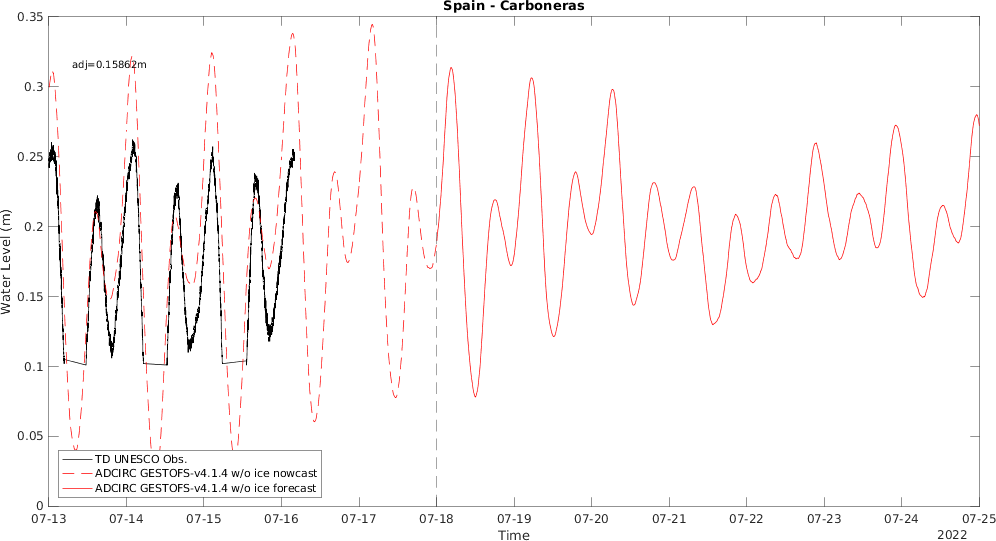 Spain - Carboneras
0.35
0.3
0.25
0.2
0.15
0.1
0.05
0
Water Level (m)
adj=0.15862m
TD UNESCO Obs.
ADCIRC GESTOFS-v4.1.4 w/o ice nowcast
ADCIRC GESTOFS-v4.1.4 w/o ice forecast
07-13 07-14 07-15 07-16 07-17 07-18 07-19 07-20 07-21 07-22 07-23 07-24 07-25
Time
2022